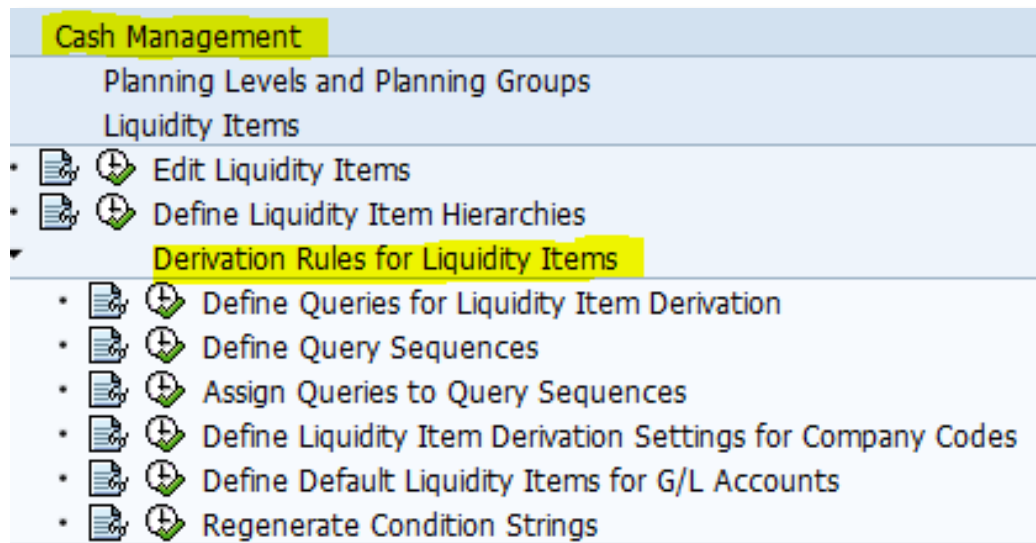 Cash Management
Planning Levels and Planning Groups
Liquidity Items
Edit Liquidity Items
Define Liquidity Item Hierarchies
Derivation Rules for Liquidity Items
Define Queries for Liquidity Item Derivation
Define Query Sequences
Assign Queries to Query Sequences
Define Liquidity Item Derivation Settings for Company Codes
Define Default Liquidity Items for G/L Accounts
Regenerate Condition Strings